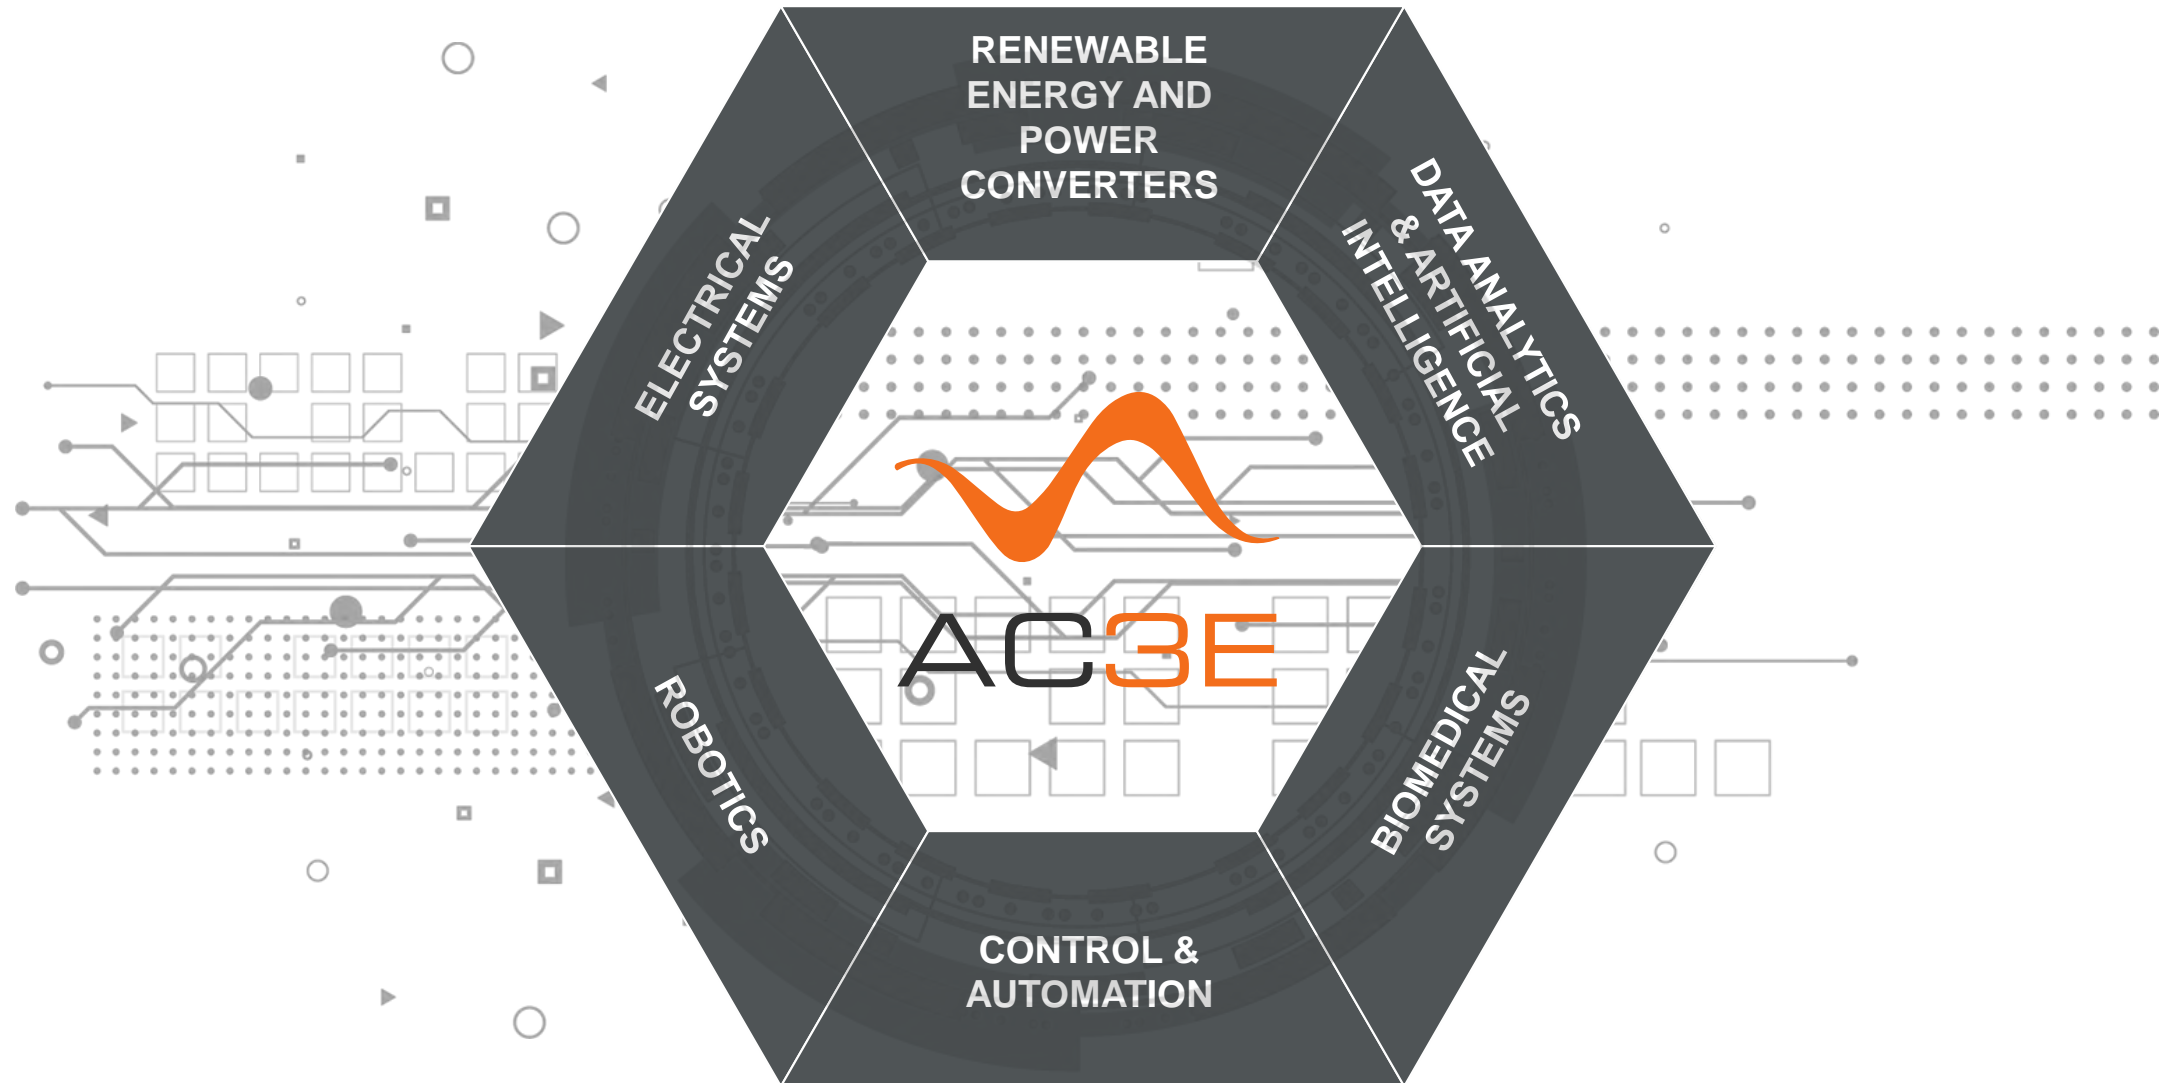 RENEWABLE
ENERGY AND
POWER
CONVERTERS
DATA ANALYTICS
& ARTIFICIAL
INTELLIGENCE
BIOMEDICAL
SYSTEMS
CONTROL &
AUTOMATION
ROBOTICS
ELECTRICAL
SYSTEMS
AC3E